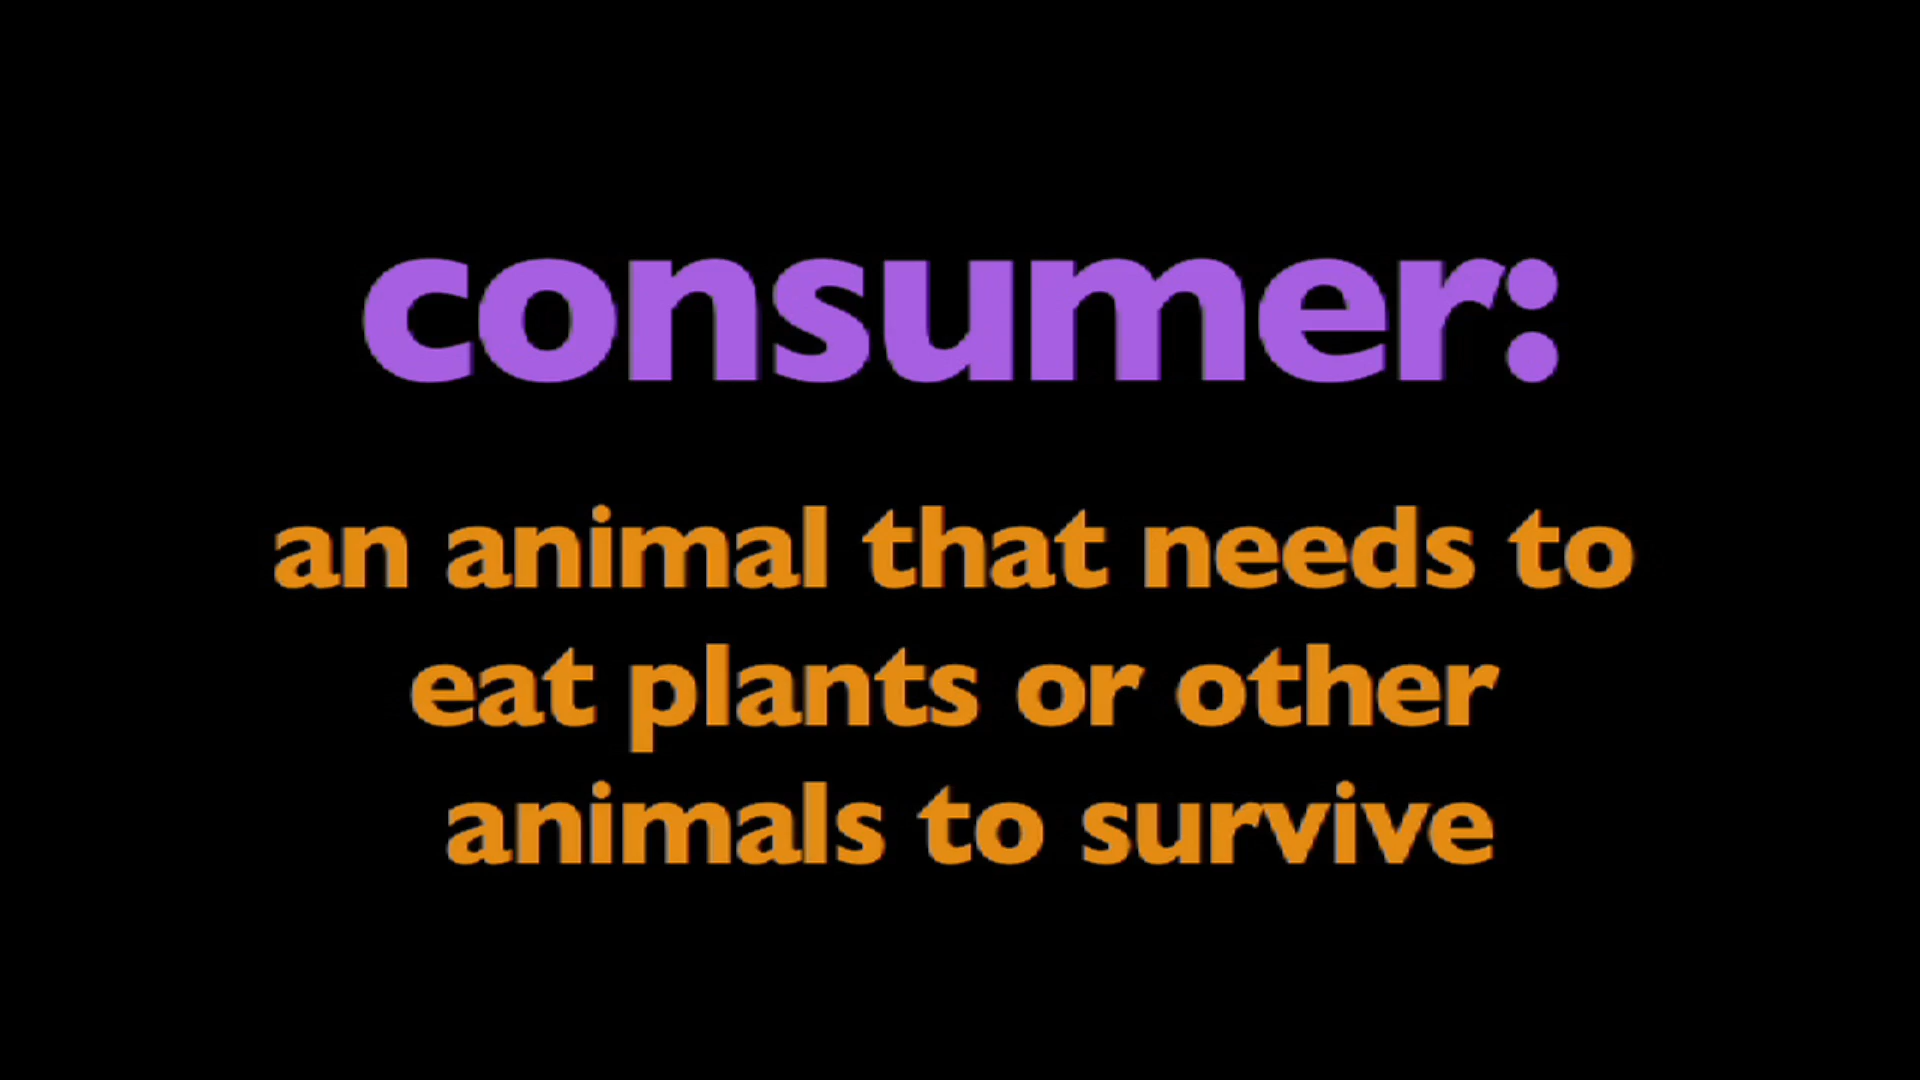 consumer:
an animal that needs to
eat plants or other
animals to survive